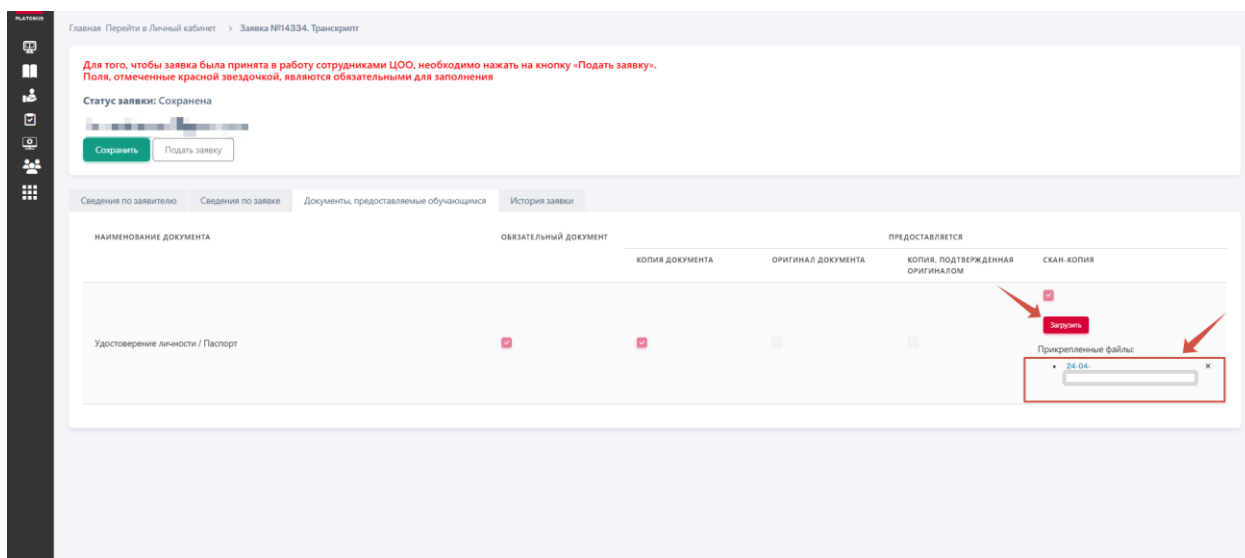 PLATONUS
Главная Перейти в Личный кабинет > Заявка №14334. Транскрипт
Для того, чтобы заявка была принята в работу сотрудниками ЦОО, необходимо нажать на кнопку «Подать заявку».
Поля, отмеченные красной звездочкой, являются обязательными для заполнения
Статус заявки: Сохранена
Сохранить Подать заявку
Сведения по заявителю Сведения по заявке Документы, предоставляемые обучающимся История заявки
НАИМЕНОВАНИЕ ДОКУМЕНТА ОБЯЗАТЕЛЬНЫЙ ДОКУМЕНТ ПРЕДОСТАВЛЯЕТСЯ
КОПИЯ ДОКУМЕНТА ОРИГИНАЛ ДОКУМЕНТА КОПИЯ, ПОДТВЕРЖДЕННАЯ ОРИГИНАЛОМ СКАН-КОПИЯ
Загрузить
Удостоверение личности / Паспорт
Прикрепленные файлы:
24-04-